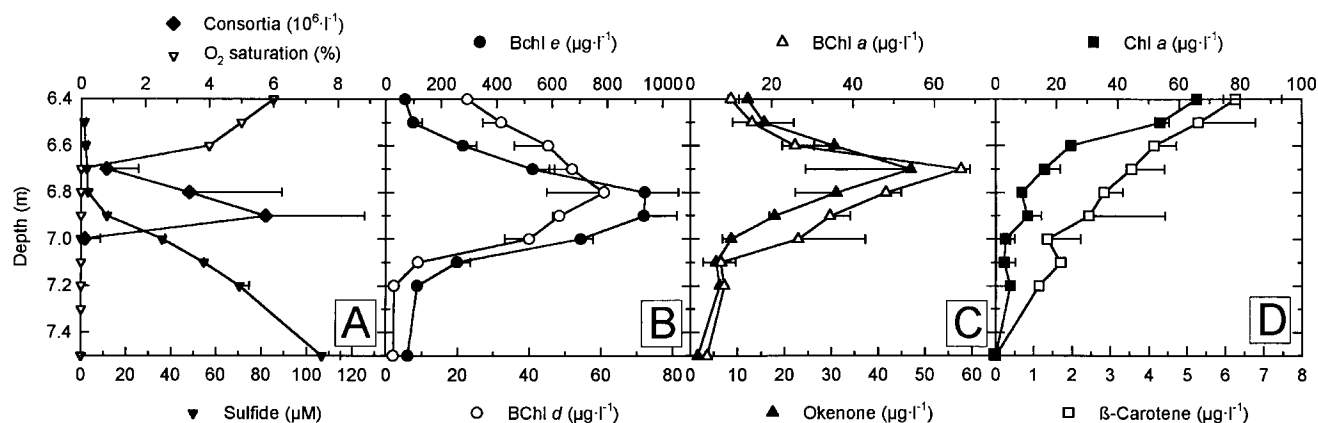 Consortia (10⁶·l⁻¹)
O₂ saturation (%)
Bchl e (µg·l⁻¹)
BChl a (µg·l⁻¹)
Chl a (µg·l⁻¹)
0 2 4 6 8
0 200 400 600 800 1000
0 20 40 60
0 20 40 60 80 100
6.4
6.6
6.8
7.0
7.2
7.4
Depth (m)
A
B
C
D
0 20 40 60 80 100 120
0 20 40 60 80
0 10 20 30 40 50 60
0 1 2 3 4 5 6 7 8
Sulfide (µM)
BChl d (µg·l⁻¹)
Okenone (µg·l⁻¹)
ß-Carotene (µg·l⁻¹)